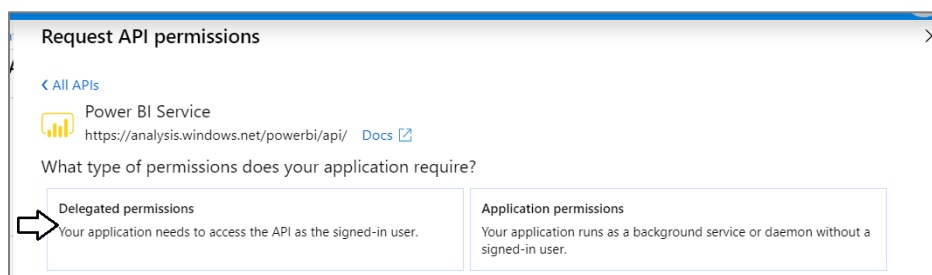 Request API permissions
All APIs
Power BI Service
https://analysis.windows.net/powerbi/api/ Docs
What type of permissions does your application require?
Delegated permissions
Your application needs to access the API as the signed-in user.
Application permissions
Your application runs as a background service or daemon without a
signed-in user.